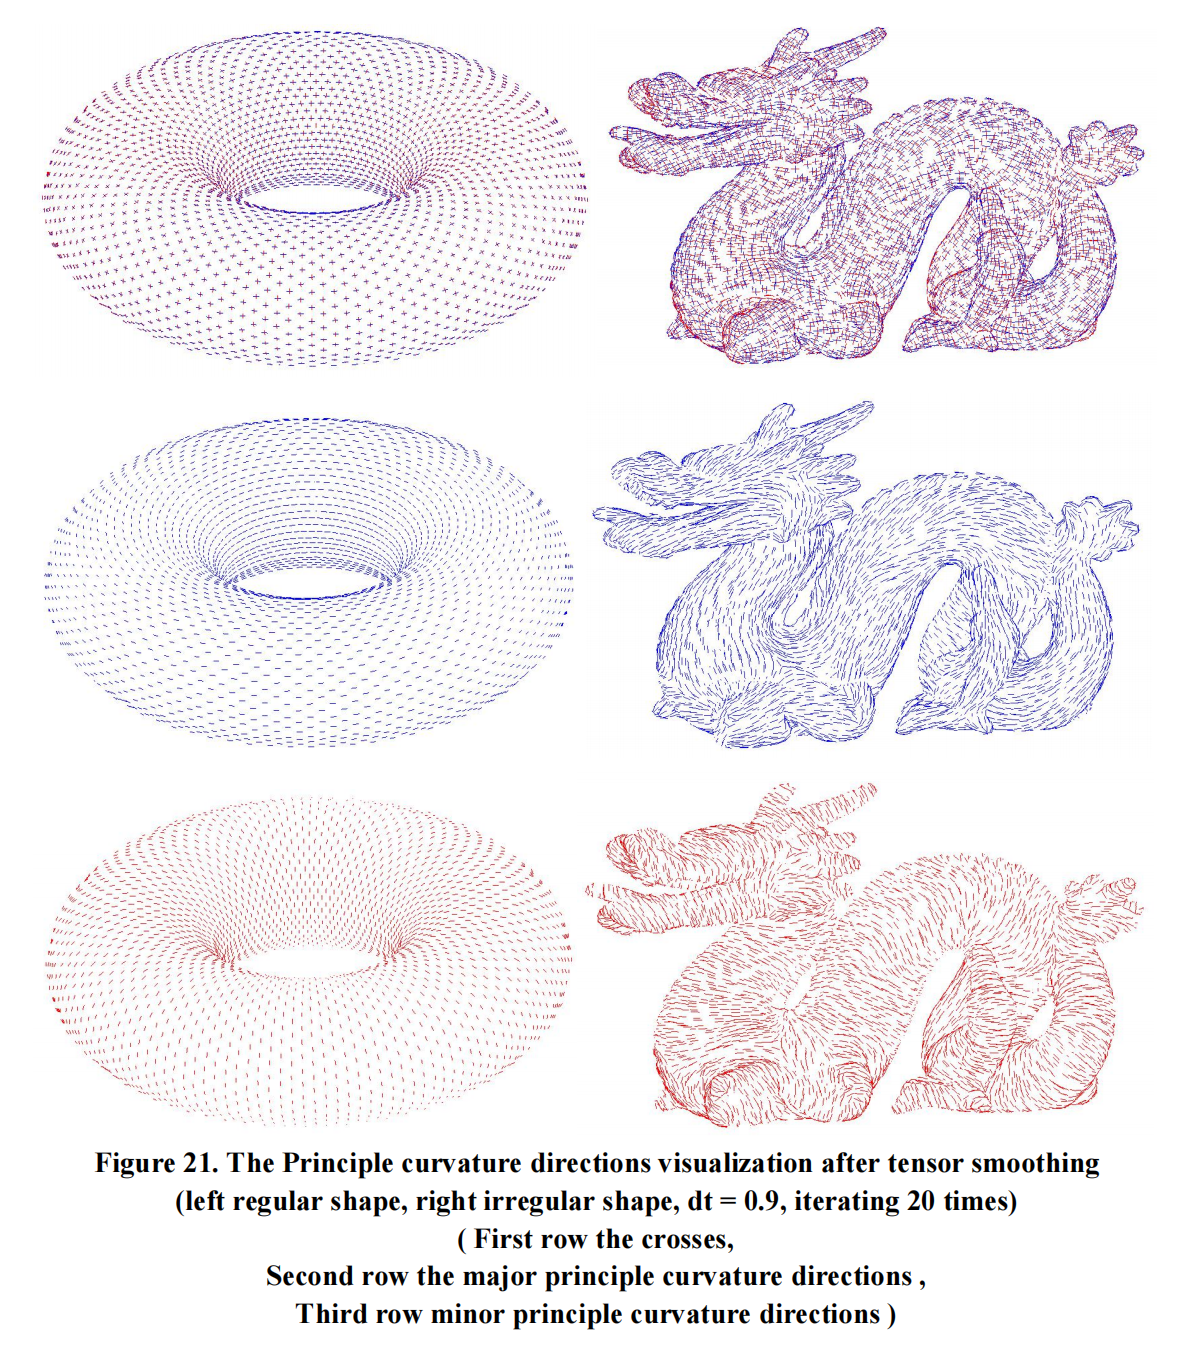 Figure 21. The Principle curvature directions visualization after tensor smoothing
(left regular shape, right irregular shape, dt = 0.9, iterating 20 times)
( First row the crosses,
Second row the major principle curvature directions ,
Third row minor principle curvature directions )